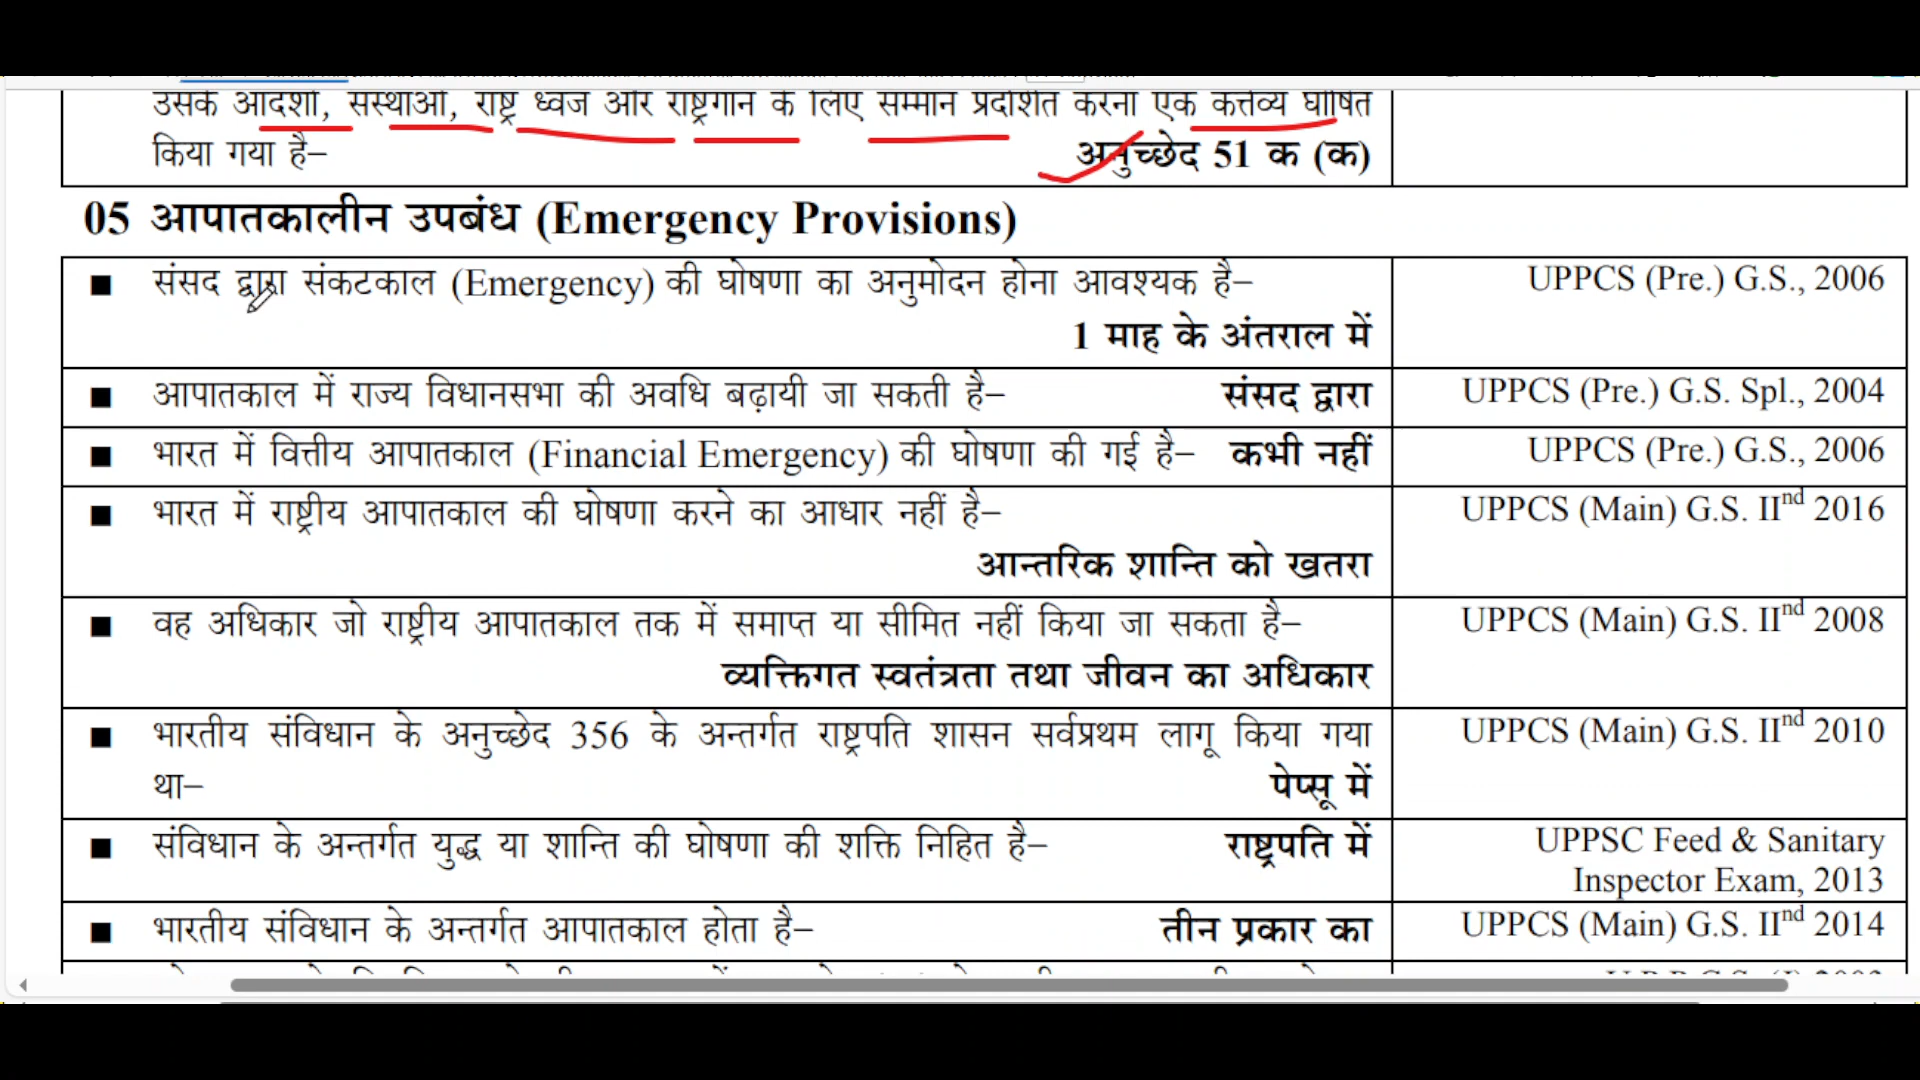 उसके आदर्शों, संस्थाओं, राष्ट्र ध्वज और राष्ट्रगान के लिए सम्मान प्रदर्शित करना एक कर्त्तव्य घोषित
किया गया है– अनुच्छेद 51 क (क)
05 आपातकालीन उपबंध (Emergency Provisions)
■ संसद द्वारा संकटकाल (Emergency) की घोषणा का अनुमोदन होना आवश्यक है– UPPCS (Pre.) G.S., 2006
1 माह के अंतराल में
■ आपातकाल में राज्य विधानसभा की अवधि बढ़ायी जा सकती है– संसद द्वारा UPPCS (Pre.) G.S. Spl., 2004
■ भारत में वित्तीय आपातकाल (Financial Emergency) की घोषणा की गई है– कभी नहीं UPPCS (Pre.) G.S., 2006
■ भारत में राष्ट्रीय आपातकाल की घोषणा करने का आधार नहीं है– UPPCS (Main) G.S. IInd 2016
आन्तरिक शान्ति को खतरा
■ वह अधिकार जो राष्ट्रीय आपातकाल तक में समाप्त या सीमित नहीं किया जा सकता है– UPPCS (Main) G.S. IInd 2008
व्यक्तिगत स्वतंत्रता तथा जीवन का अधिकार
■ भारतीय संविधान के अनुच्छेद 356 के अन्तर्गत राष्ट्रपति शासन सर्वप्रथम लागू किया गया UPPCS (Main) G.S. IInd 2010
था– पेप्सू में
■ संविधान के अन्तर्गत युद्ध या शान्ति की घोषणा की शक्ति निहित है– राष्ट्रपति में UPPSC Feed & Sanitary
Inspector Exam, 2013
■ भारतीय संविधान के अन्तर्गत आपातकाल होता है– तीन प्रकार का UPPCS (Main) G.S. IInd 2014